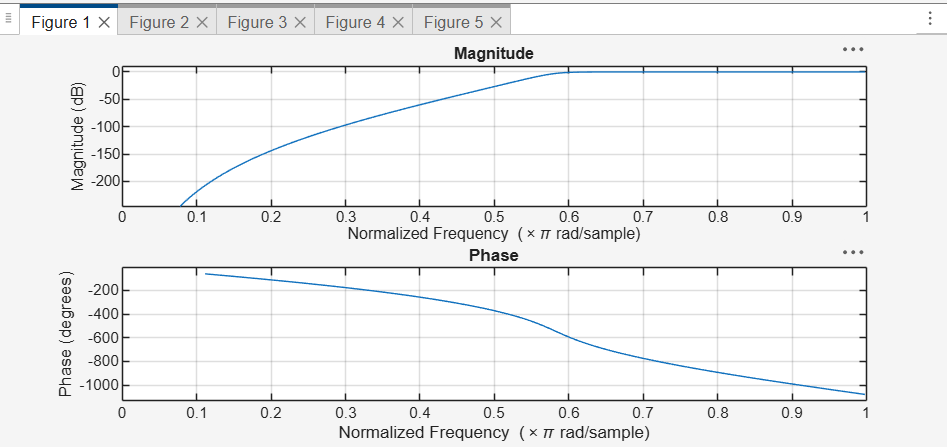 Figure 1 × Figure 2 × Figure 3 × Figure 4 × Figure 5 ×
Magnitude
Magnitude (dB)
0
-50
-100
-150
-200
0 0.1 0.2 0.3 0.4 0.5 0.6 0.7 0.8 0.9 1
Normalized Frequency (× π rad/sample)
Phase
Phase (degrees)
-200
-400
-600
-800
-1000
0 0.1 0.2 0.3 0.4 0.5 0.6 0.7 0.8 0.9 1
Normalized Frequency (× π rad/sample)